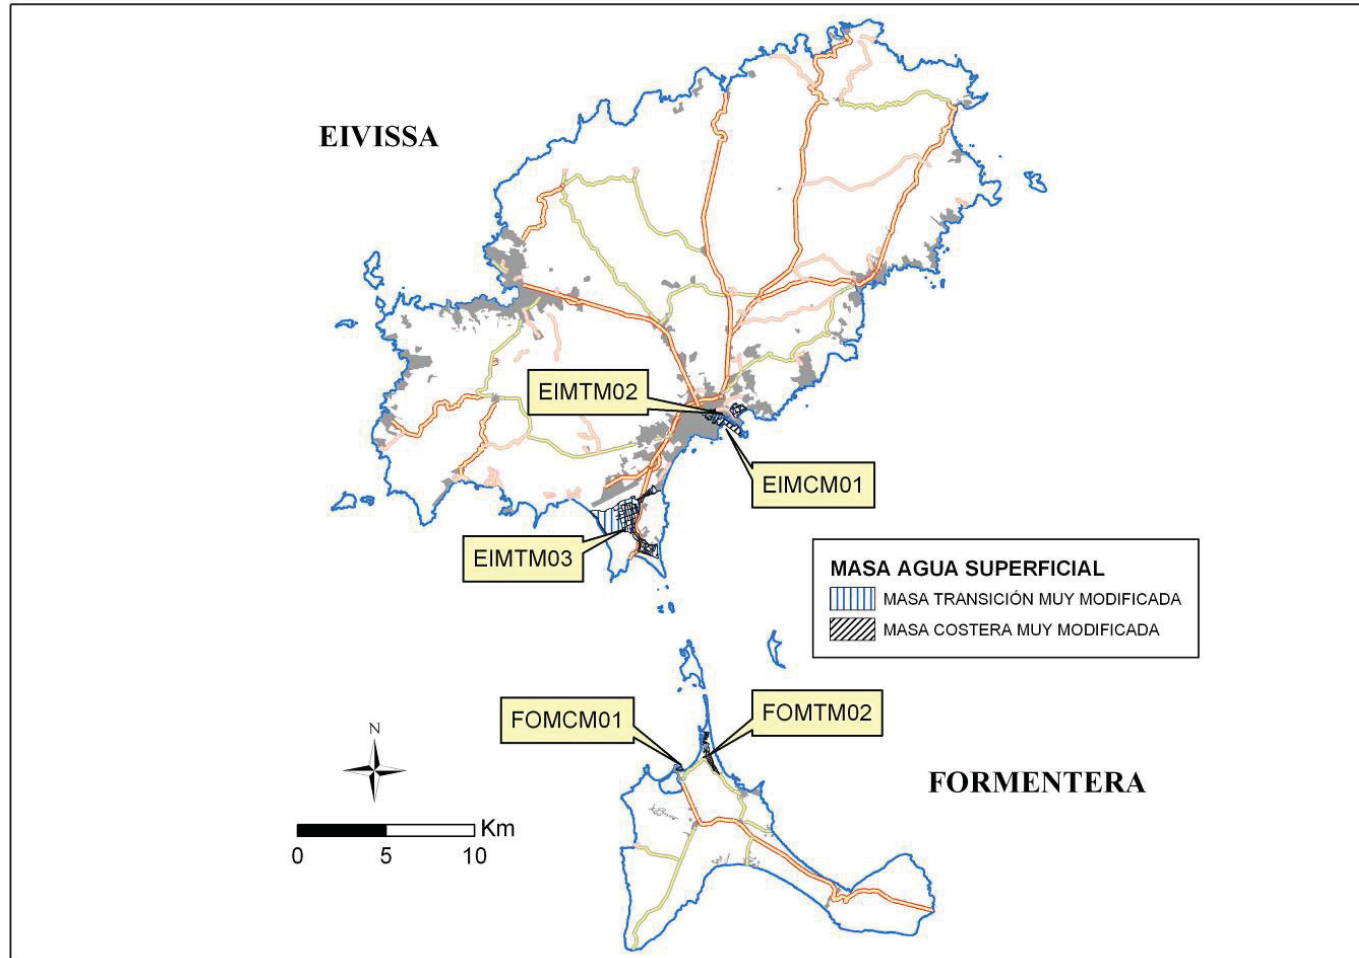 EIVISSA
EIMTM02
EIMCM01
EIMTM03
MASA AGUA SUPERFICIAL
MASA TRANSICIÓN MUY MODIFICADA
MASA COSTERA MUY MODIFICADA
FOMCM01
FOMTM02
N
FORMENTERA
Km
0 5 10